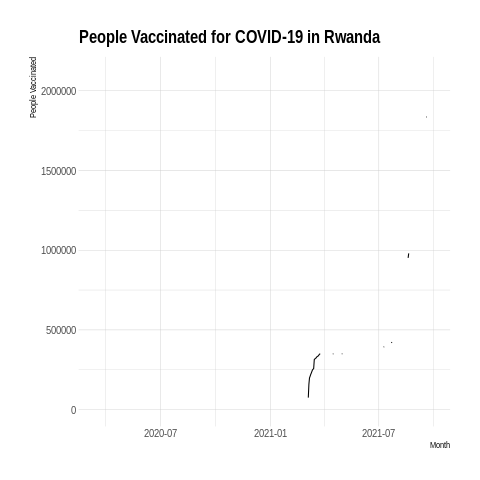 People Vaccinated for COVID-19 in Rwanda
People Vaccinated
2000000
1500000
1000000
500000
0
2020-07 2021-01 2021-07
Month